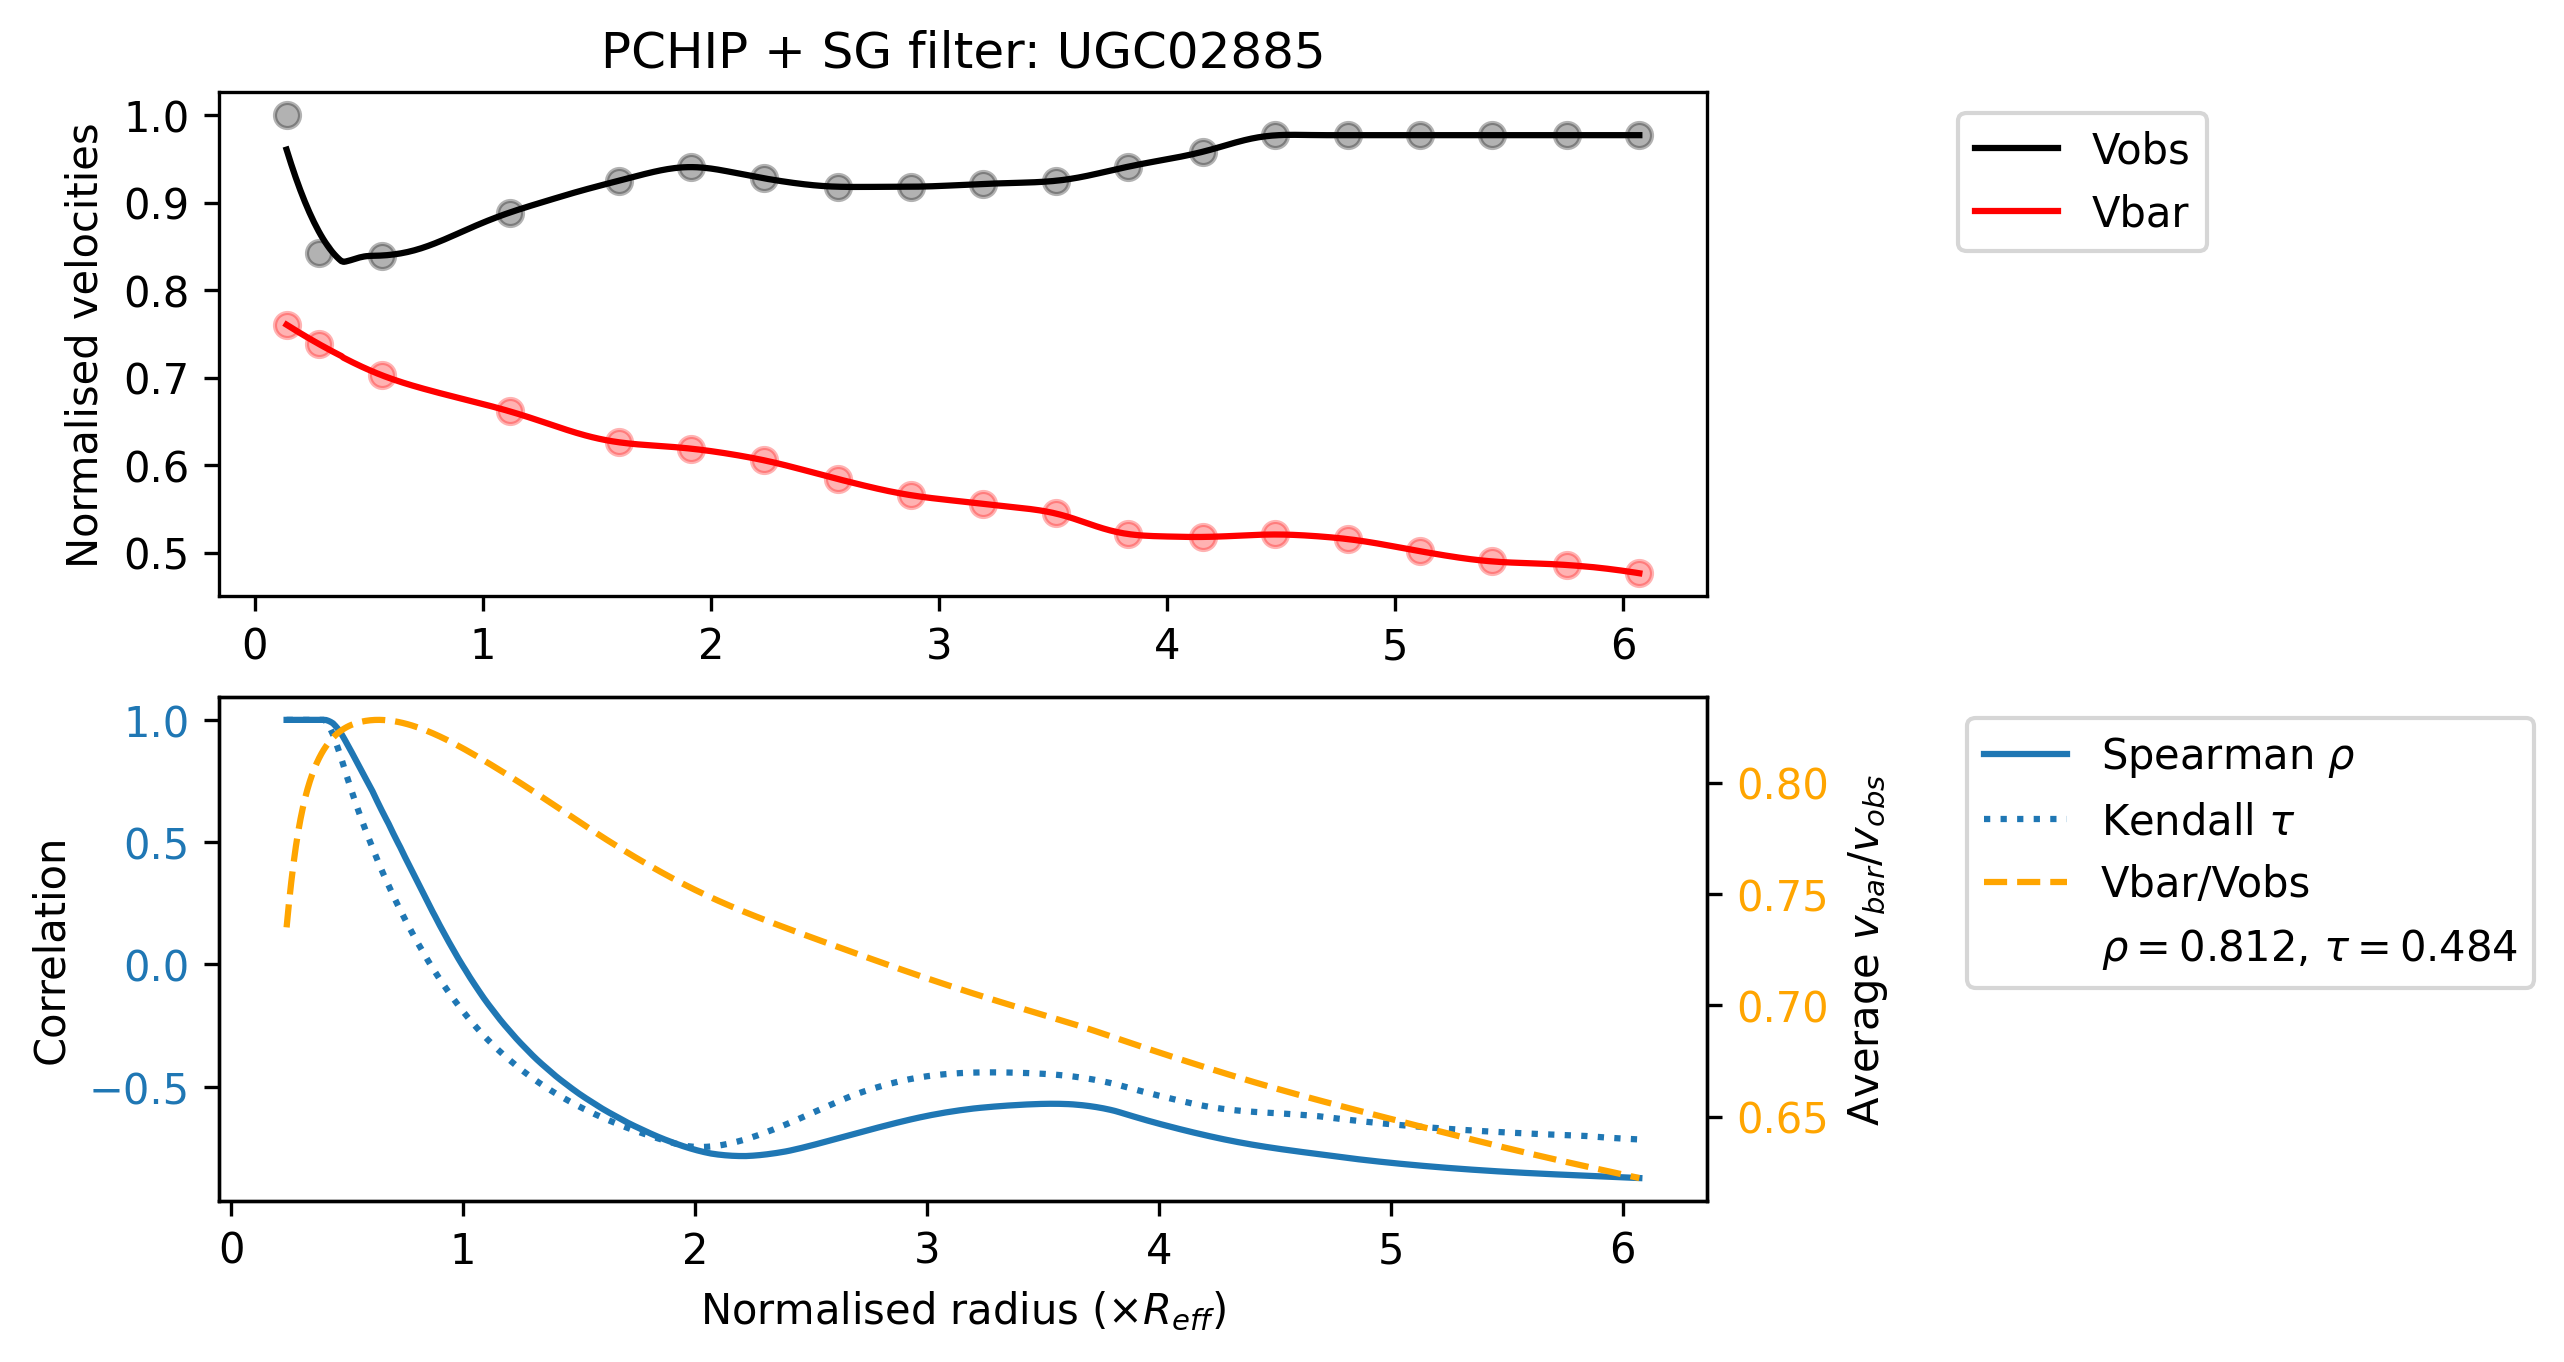 PCHIP + SG filter: UGC02885
Normalised velocities
1.0
0.9
0.8
0.7
0.6
0.5
0 1 2 3 4 5 6
Vobs
Vbar
Correlation
1.0
0.5
0.0
−0.5
0 1 2 3 4 5 6
Normalised radius (×R_eff)
0.80
0.75
0.70
0.65
Average v_bar/v_obs
Spearman ρ
Kendall τ
Vbar/Vobs
ρ = 0.812, τ = 0.484